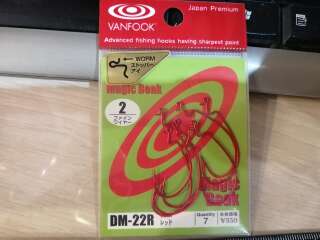 Japan Premium
VANFOOK
Advanced fishing hooks having sharpest point
WORM
ストッパー
アイ
Magic Hook
2
ファイン
ワイヤー
Magic
Hook
DM-22R
レッド
Quantity
7
¥350